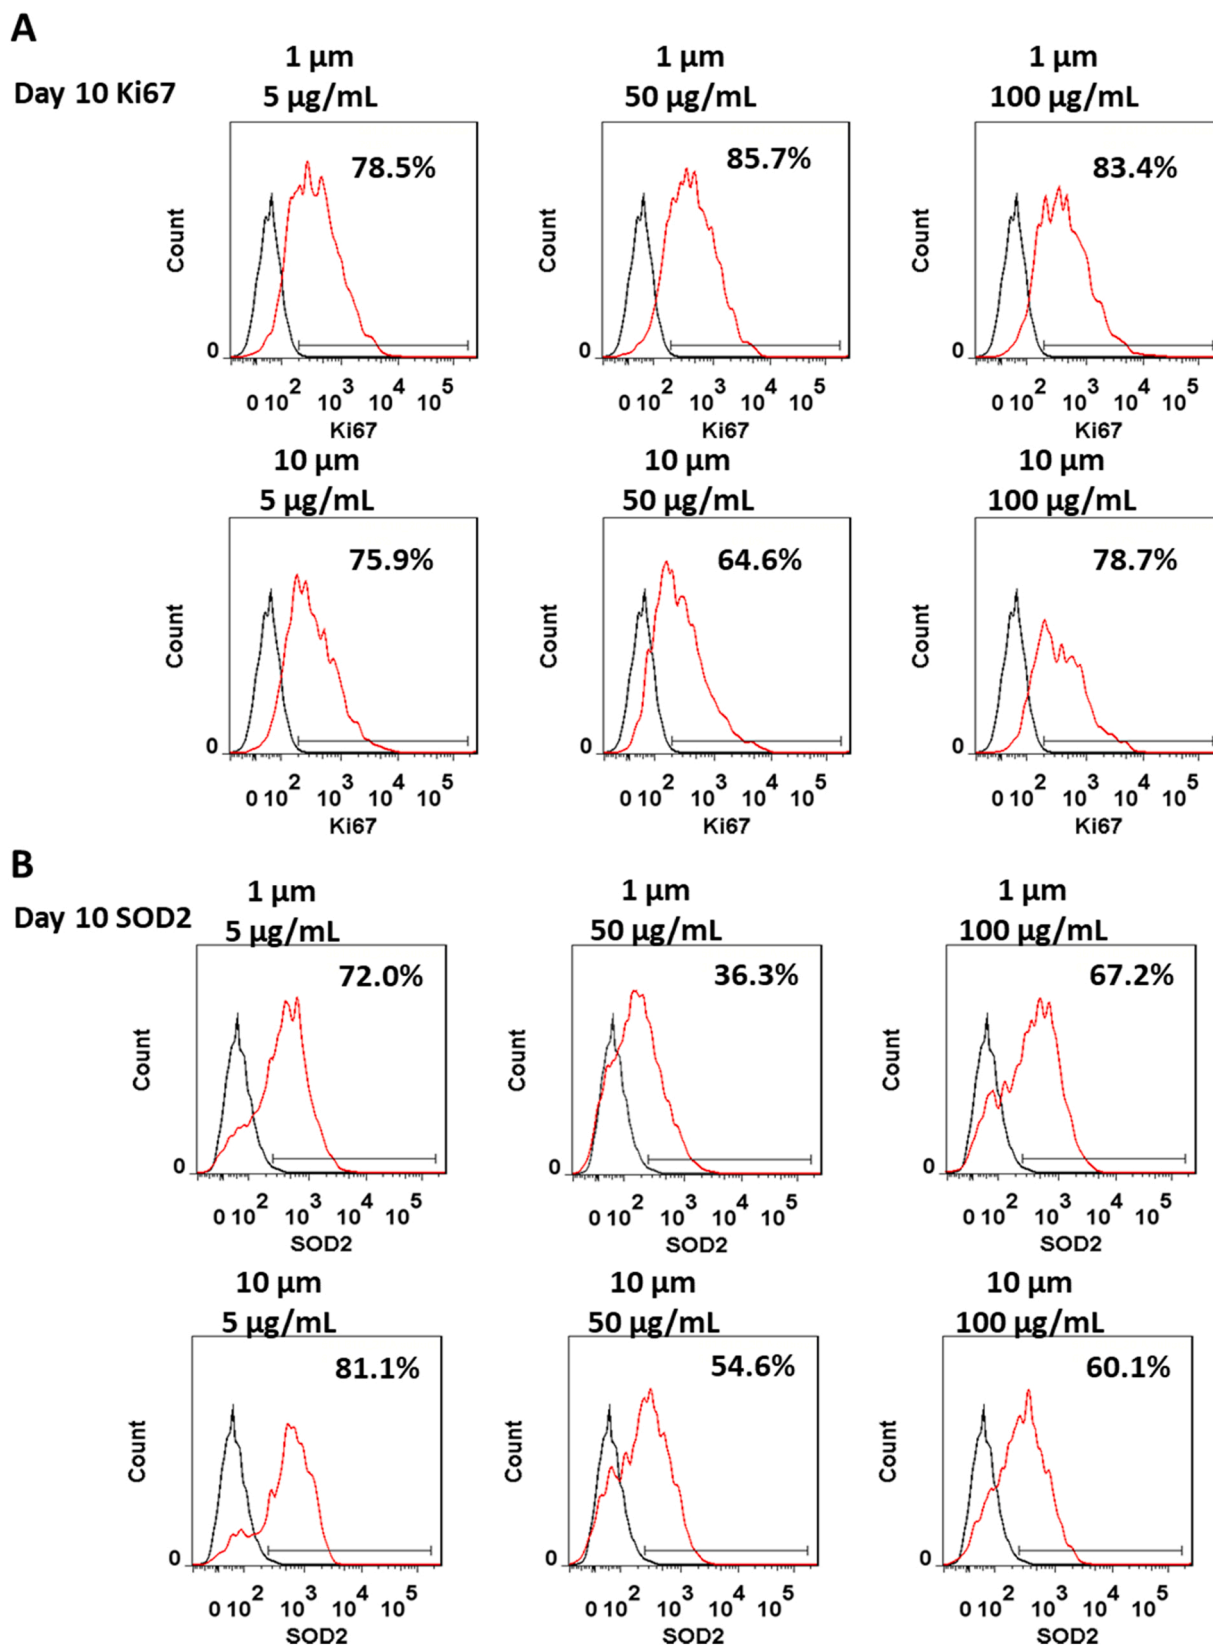 A
Day 10 Ki67
1 µm
5 µg/mL
1 µm
50 µg/mL
1 µm
100 µg/mL
78.5%
85.7%
83.4%
Count
Count
Count
0
0
0
0 10^2 10^3 10^4 10^5
0 10^2 10^3 10^4 10^5
0 10^2 10^3 10^4 10^5
Ki67
Ki67
Ki67
10 µm
5 µg/mL
10 µm
50 µg/mL
10 µm
100 µg/mL
75.9%
64.6%
78.7%
Count
Count
Count
0
0
0
0 10^2 10^3 10^4 10^5
0 10^2 10^3 10^4 10^5
0 10^2 10^3 10^4 10^5
Ki67
Ki67
Ki67
B
Day 10 SOD2
1 µm
5 µg/mL
1 µm
50 µg/mL
1 µm
100 µg/mL
72.0%
36.3%
67.2%
Count
Count
Count
0
0
0
0 10^2 10^3 10^4 10^5
0 10^2 10^3 10^4 10^5
0 10^2 10^3 10^4 10^5
SOD2
SOD2
SOD2
10 µm
5 µg/mL
10 µm
50 µg/mL
10 µm
100 µg/mL
81.1%
54.6%
60.1%
Count
Count
Count
0
0
0
0 10^2 10^3 10^4 10^5
0 10^2 10^3 10^4 10^5
0 10^2 10^3 10^4 10^5
SOD2
SOD2
SOD2